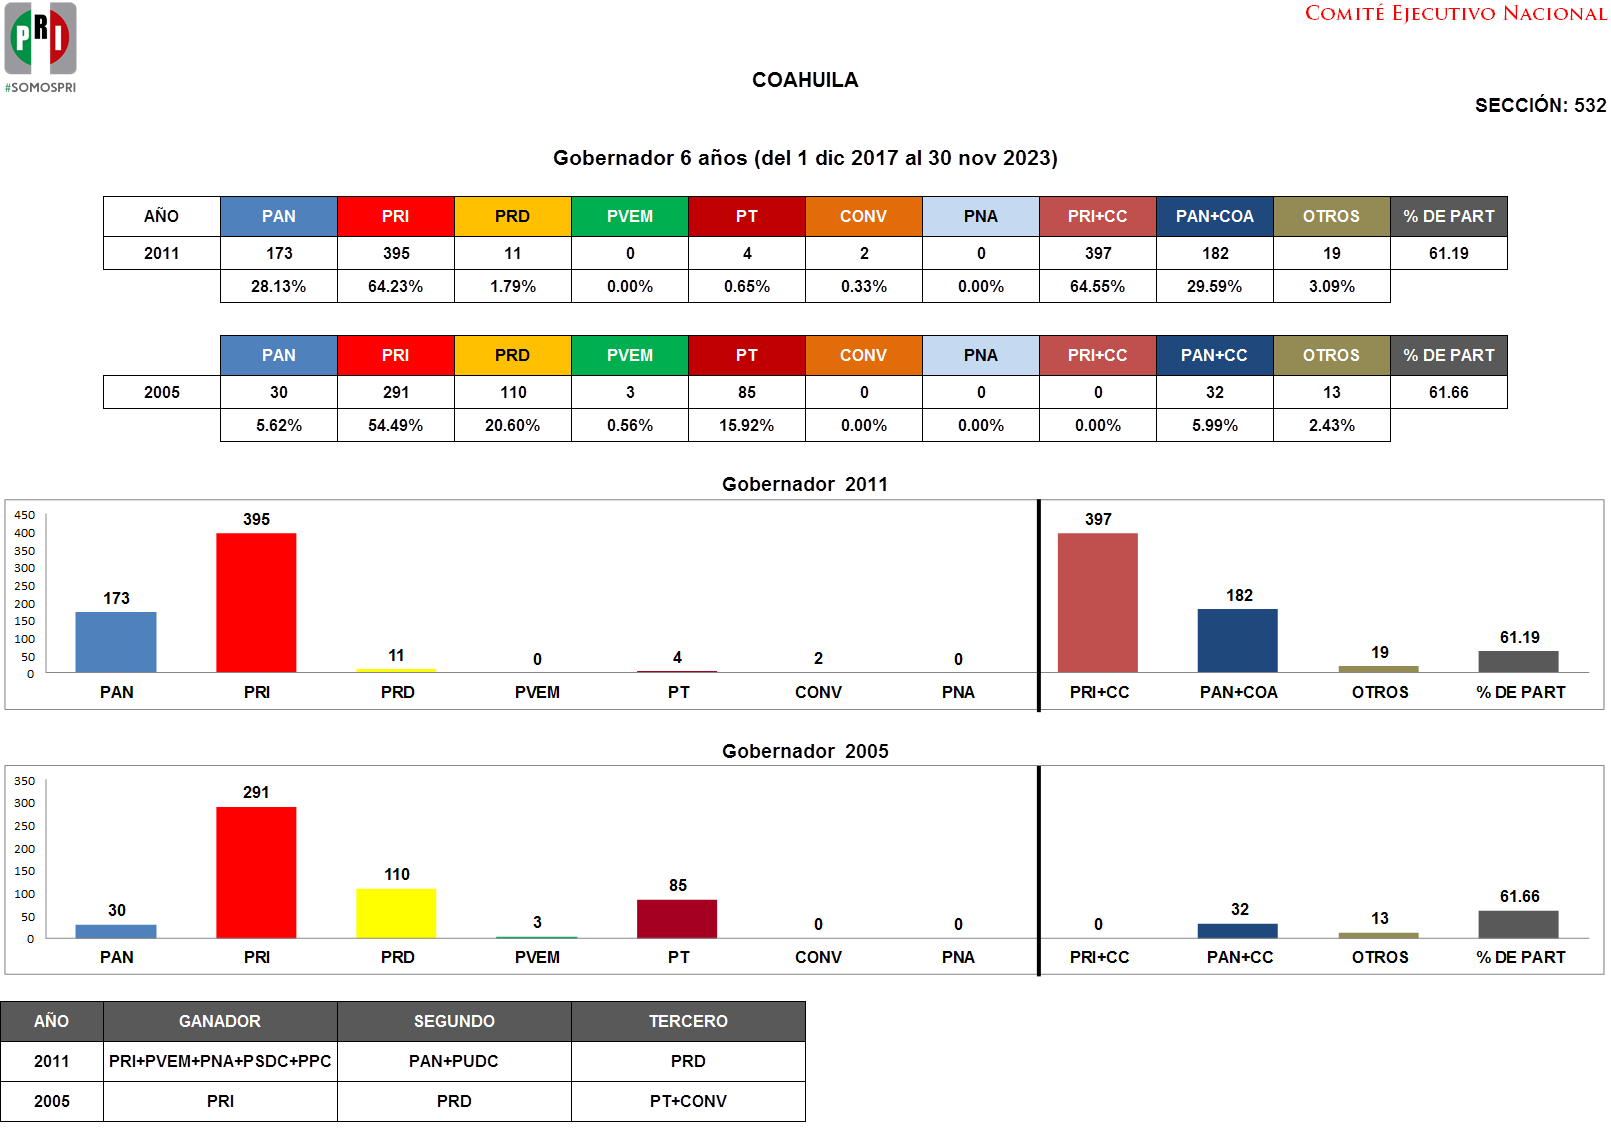 PRI
#SOMOSPRI
COMITÉ EJECUTIVO NACIONAL
COAHUILA
SECCIÓN: 532
Gobernador 6 años (del 1 dic 2017 al 30 nov 2023)
AÑO PAN PRI PRD PVEM PT CONV PNA PRI+CC PAN+COA OTROS % DE PART
2011 173 395 11 0 4 2 0 397 182 19 61.19
28.13% 64.23% 1.79% 0.00% 0.65% 0.33% 0.00% 64.55% 29.59% 3.09%
PAN PRI PRD PVEM PT CONV PNA PRI+CC PAN+CC OTROS % DE PART
2005 30 291 110 3 85 0 0 0 32 13 61.66
5.62% 54.49% 20.60% 0.56% 15.92% 0.00% 0.00% 0.00% 5.99% 2.43%
Gobernador 2011
450
400
350
300
250
200
150
100
50
0
173 395 11 0 4 2 0 397 182 19 61.19
PAN PRI PRD PVEM PT CONV PNA PRI+CC PAN+COA OTROS % DE PART
Gobernador 2005
350
300
250
200
150
100
50
0
30 291 110 3 85 0 0 0 32 13 61.66
PAN PRI PRD PVEM PT CONV PNA PRI+CC PAN+CC OTROS % DE PART
AÑO GANADOR SEGUNDO TERCERO
2011 PRI+PVEM+PNA+PSDC+PPC PAN+PUDC PRD
2005 PRI PRD PT+CONV